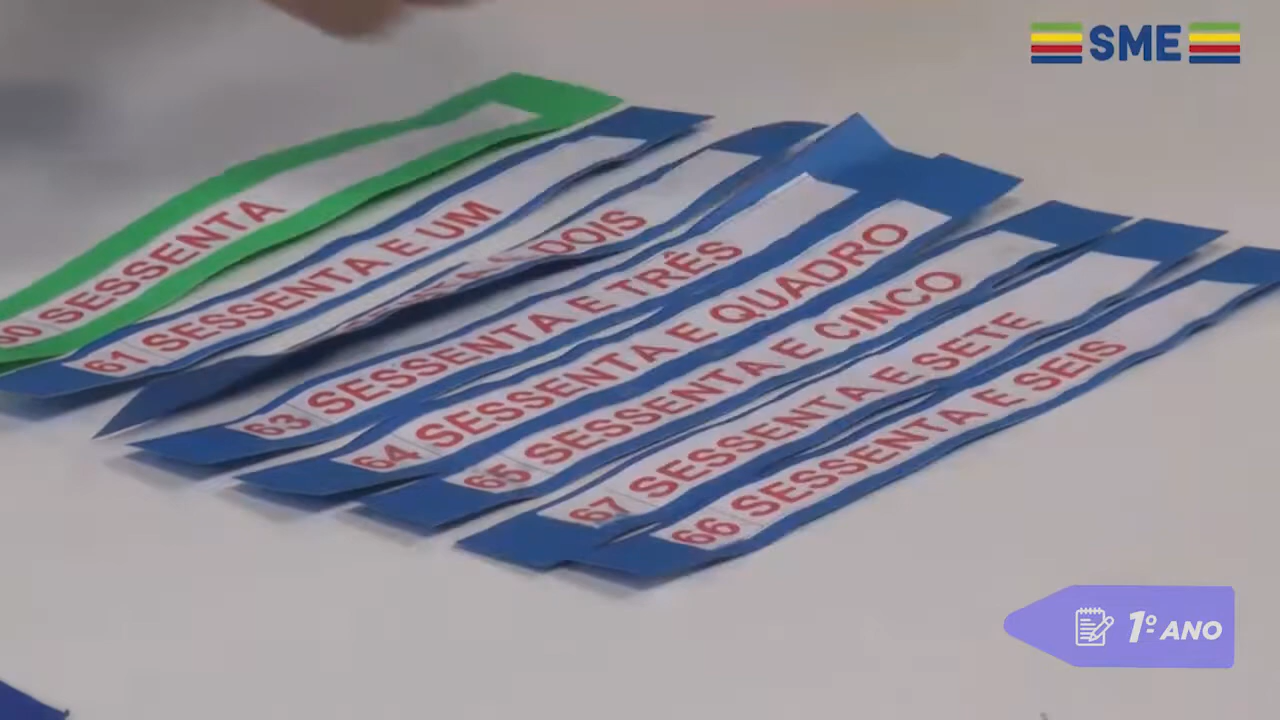 SME
60 SESSENTA
61 SESSENTA E UM
DOIS
63 SESSENTA E TRÊS
64 SESSENTA E QUADRO
65 SESSENTA E CINCO
67 SESSENTA E SETE
66 SESSENTA E SEIS
1º ANO